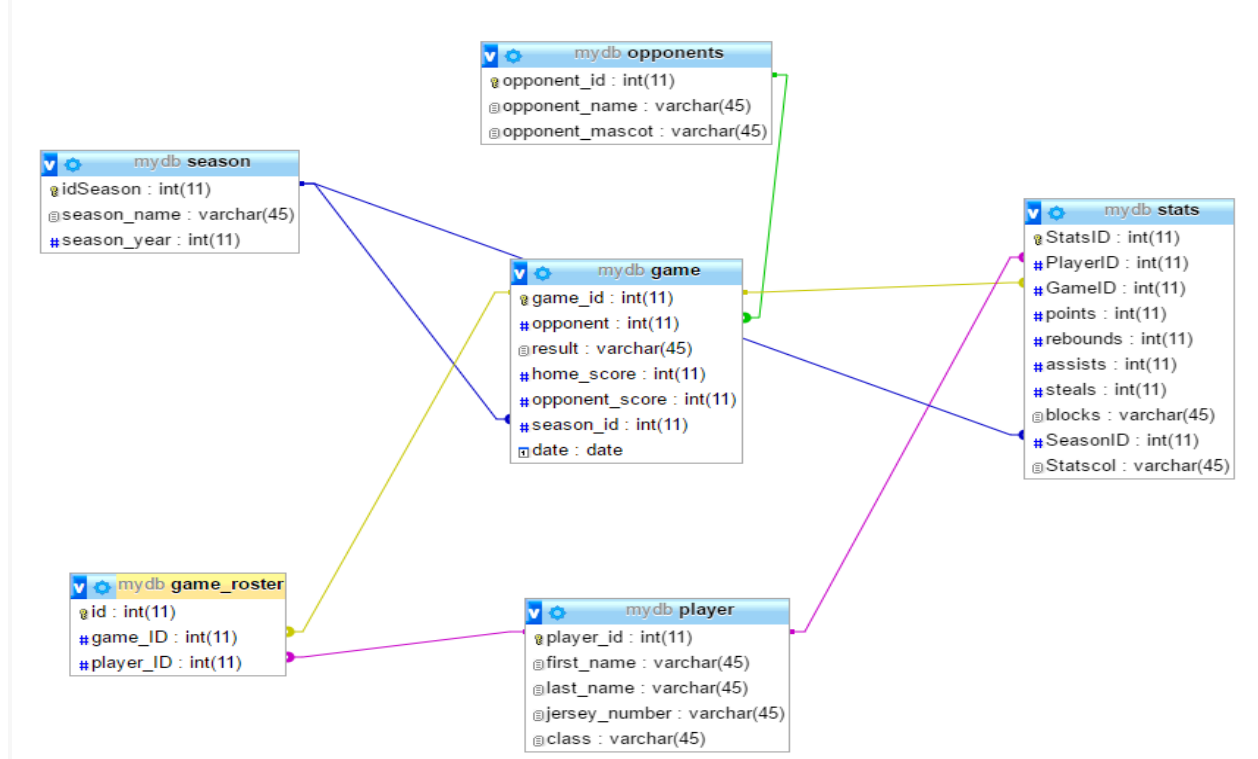 mydb opponents
opponent_id : int(11)
opponent_name : varchar(45)
opponent_mascot : varchar(45)
mydb season
idSeason : int(11)
season_name : varchar(45)
season_year : int(11)
mydb stats
StatsID : int(11)
PlayerID : int(11)
GameID : int(11)
points : int(11)
rebounds : int(11)
assists : int(11)
steals : int(11)
blocks : varchar(45)
SeasonID : int(11)
Statscol : varchar(45)
mydb game
game_id : int(11)
opponent : int(11)
result : varchar(45)
home_score : int(11)
opponent_score : int(11)
season_id : int(11)
date : date
mydb game_roster
id : int(11)
game_ID : int(11)
player_ID : int(11)
mydb player
player_id : int(11)
first_name : varchar(45)
last_name : varchar(45)
jersey_number : varchar(45)
class : varchar(45)